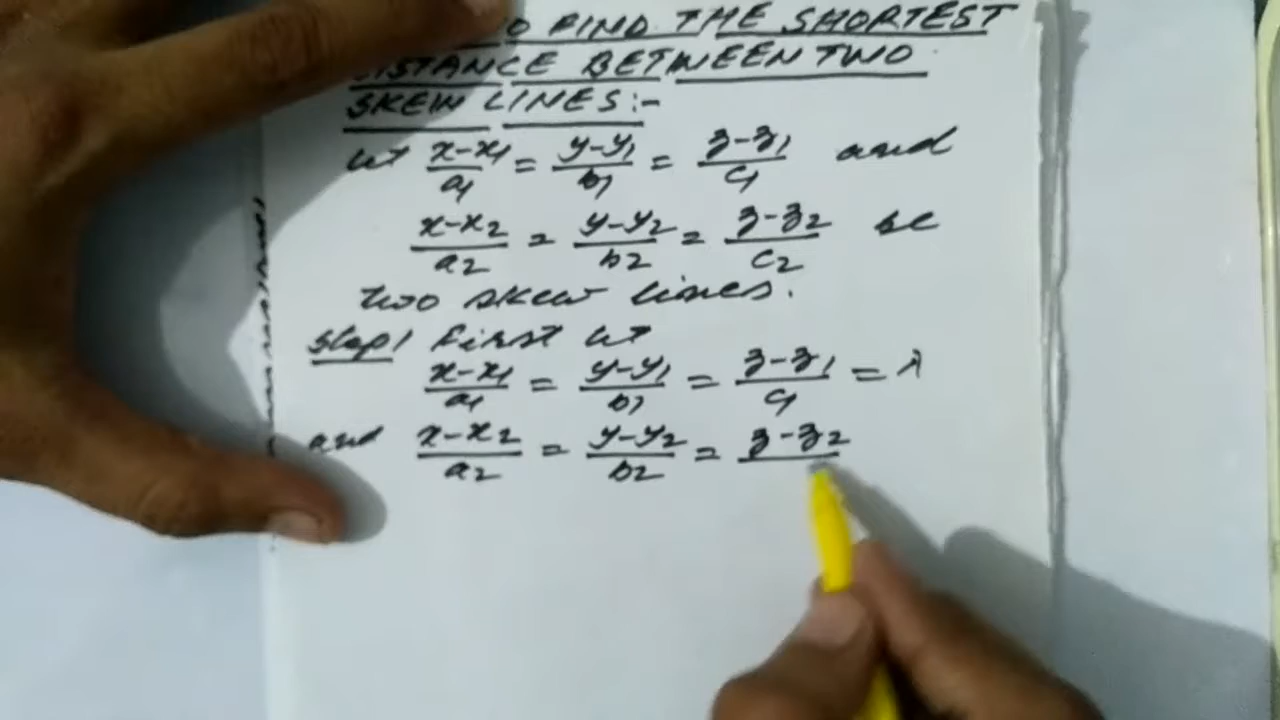 O FIND THE SHORTEST
DISTANCE BETWEEN TWO
SKEW LINES:-
let x-x1/a1 = y-y1/b1 = z-z1/c1 and
x-x2/a2 = y-y2/b2 = z-z2/c2 be
two skew lines.
step1 first let
x-x1/a1 = y-y1/b1 = z-z1/c1 = λ
and x-x2/a2 = y-y2/b2 = z-z2/